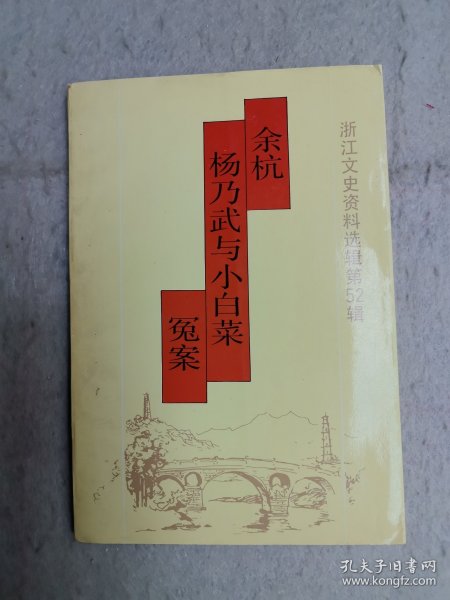 浙江文史资料选辑第52辑
余杭
杨乃武与小白菜
冤案
孔夫子旧书网
www.kongfz.com